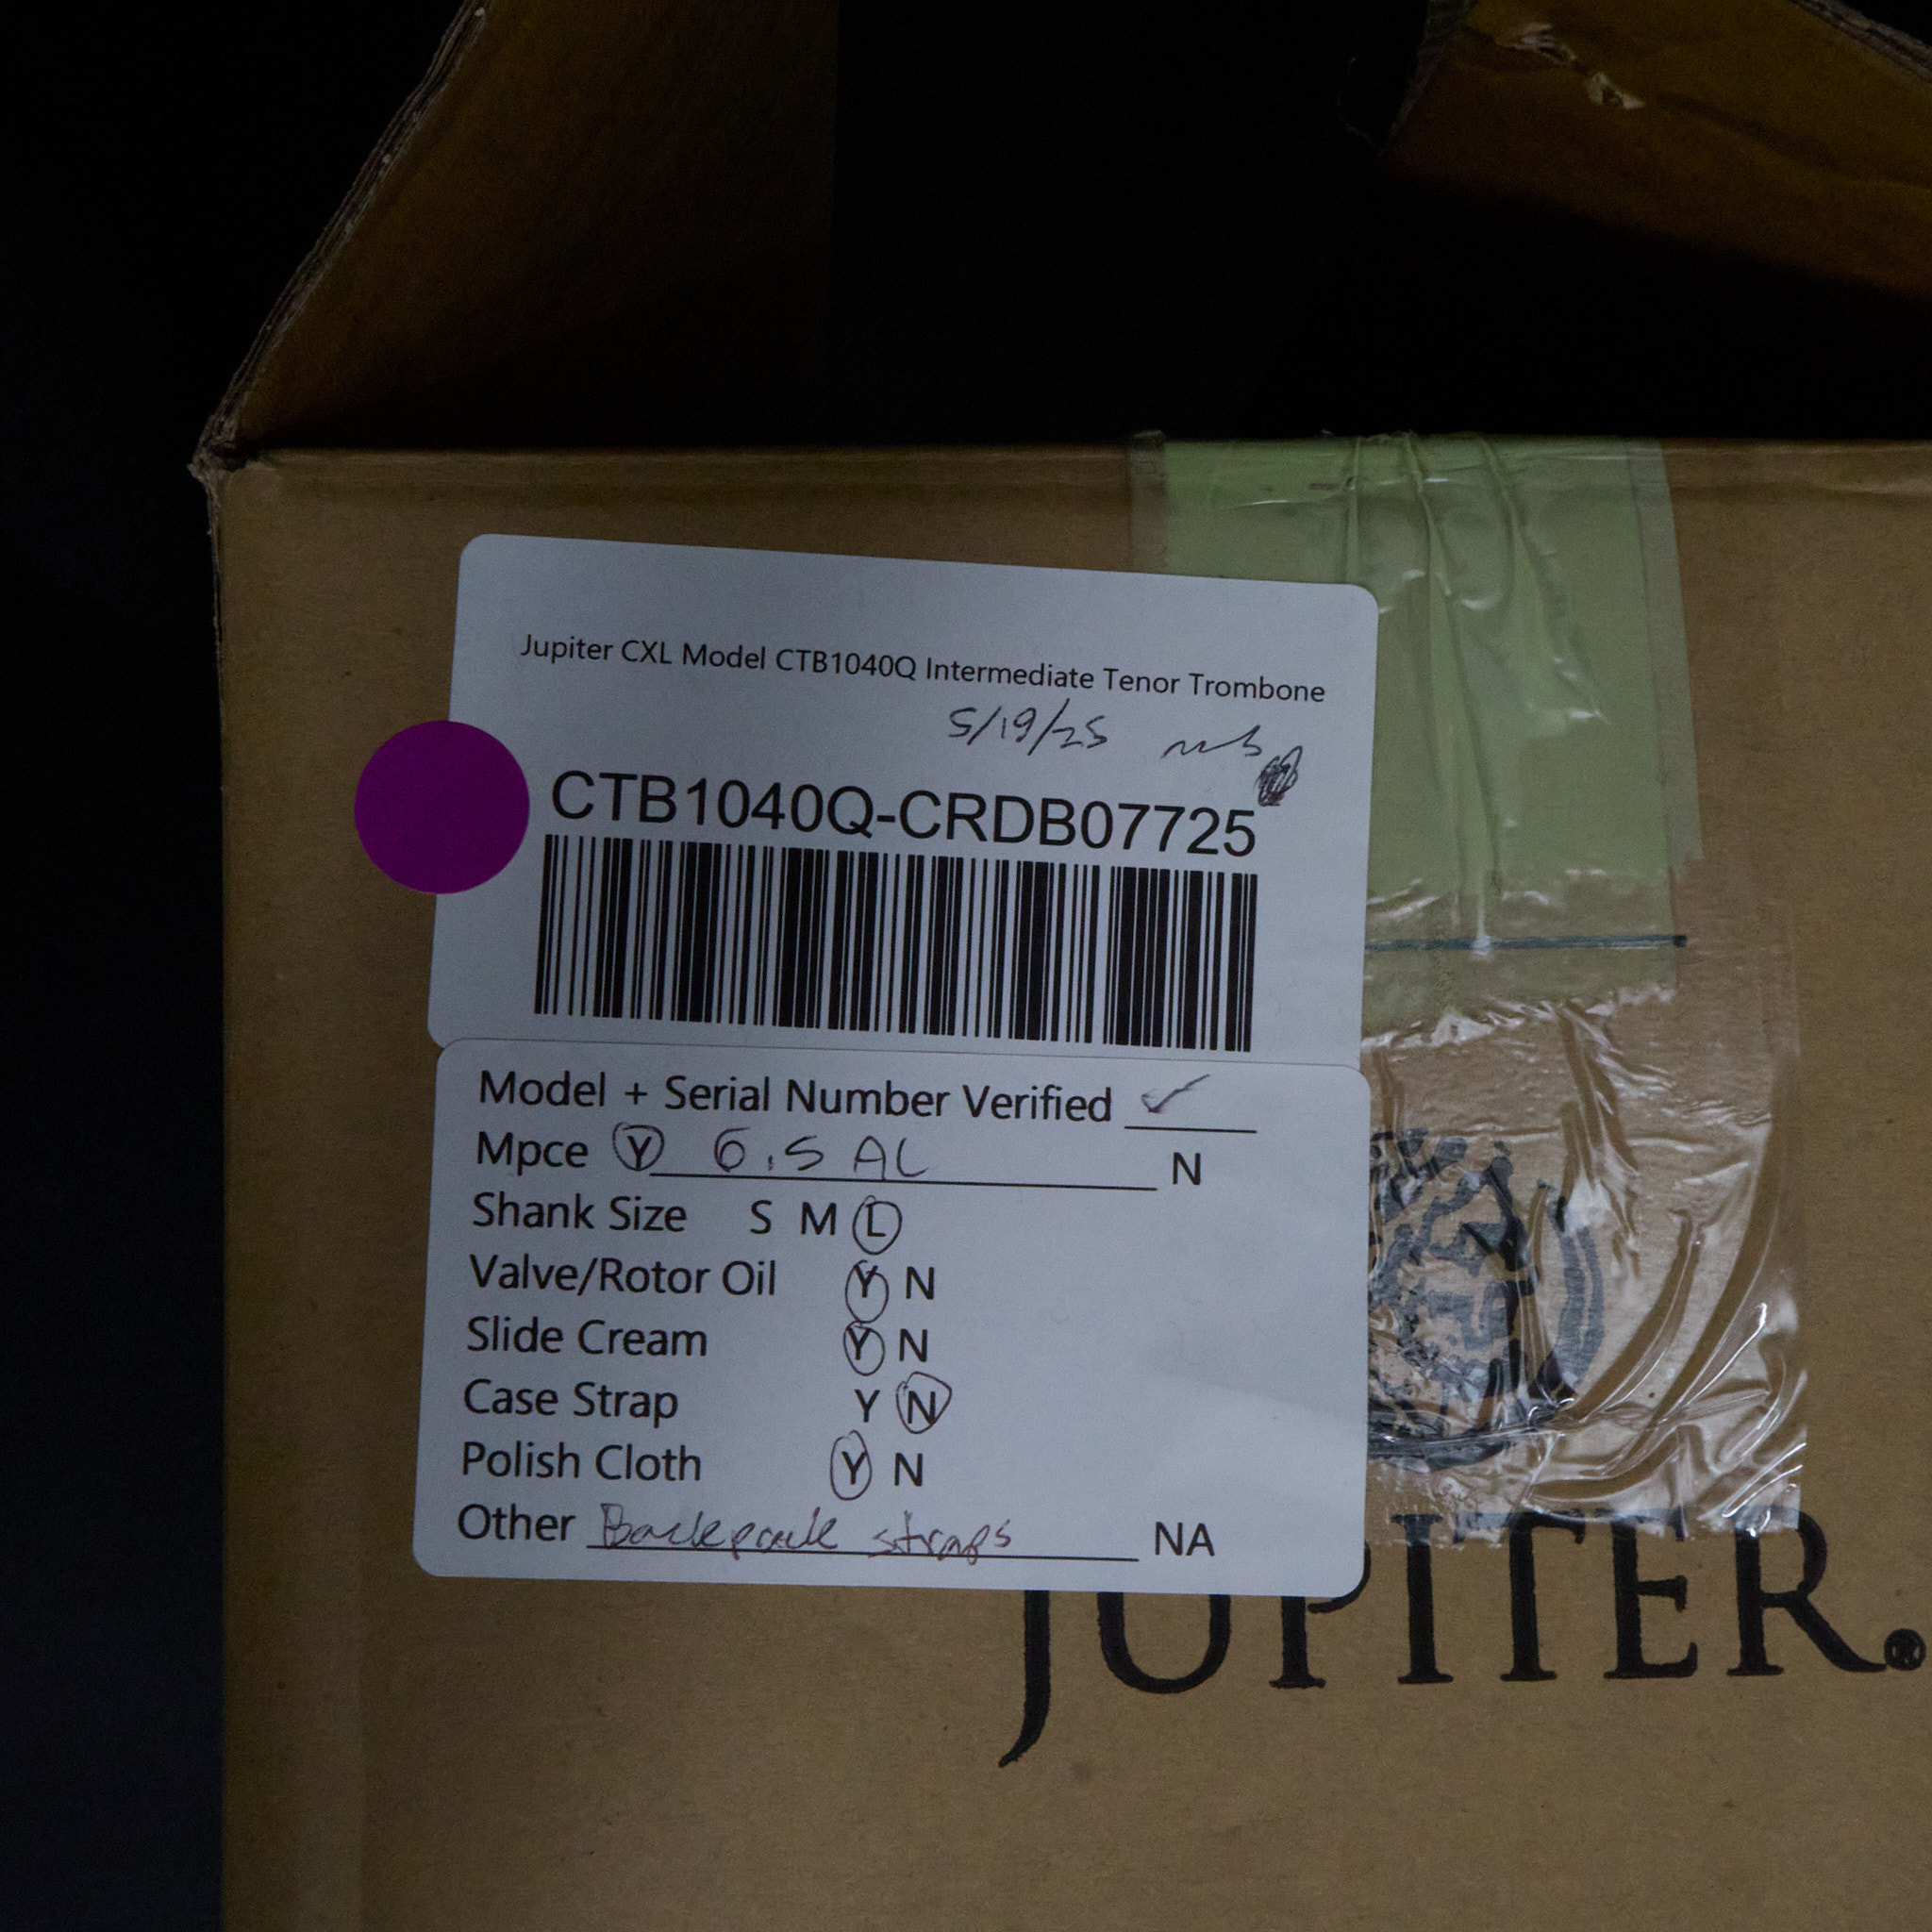 Jupiter CXL Model CTB1040Q Intermediate Tenor Trombone
5/19/25
CTB1040Q-CRDB07725
Model + Serial Number Verified ✓
Mpce Y 6.5 AL N
Shank Size S M L
Valve/Rotor Oil Y N
Slide Cream Y N
Case Strap Y N
Polish Cloth Y N
Other Backpack straps NA
JUPITER®